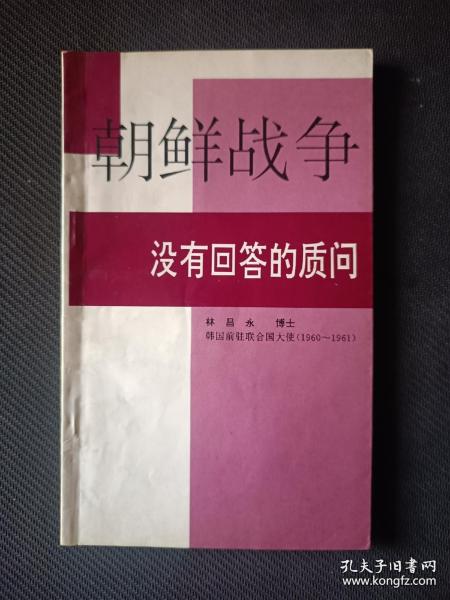 朝鲜战争
没有回答的质问
林昌永 博士
韩国前驻联合国大使(1960～1961)
孔夫子旧书网
www.kongfz.com